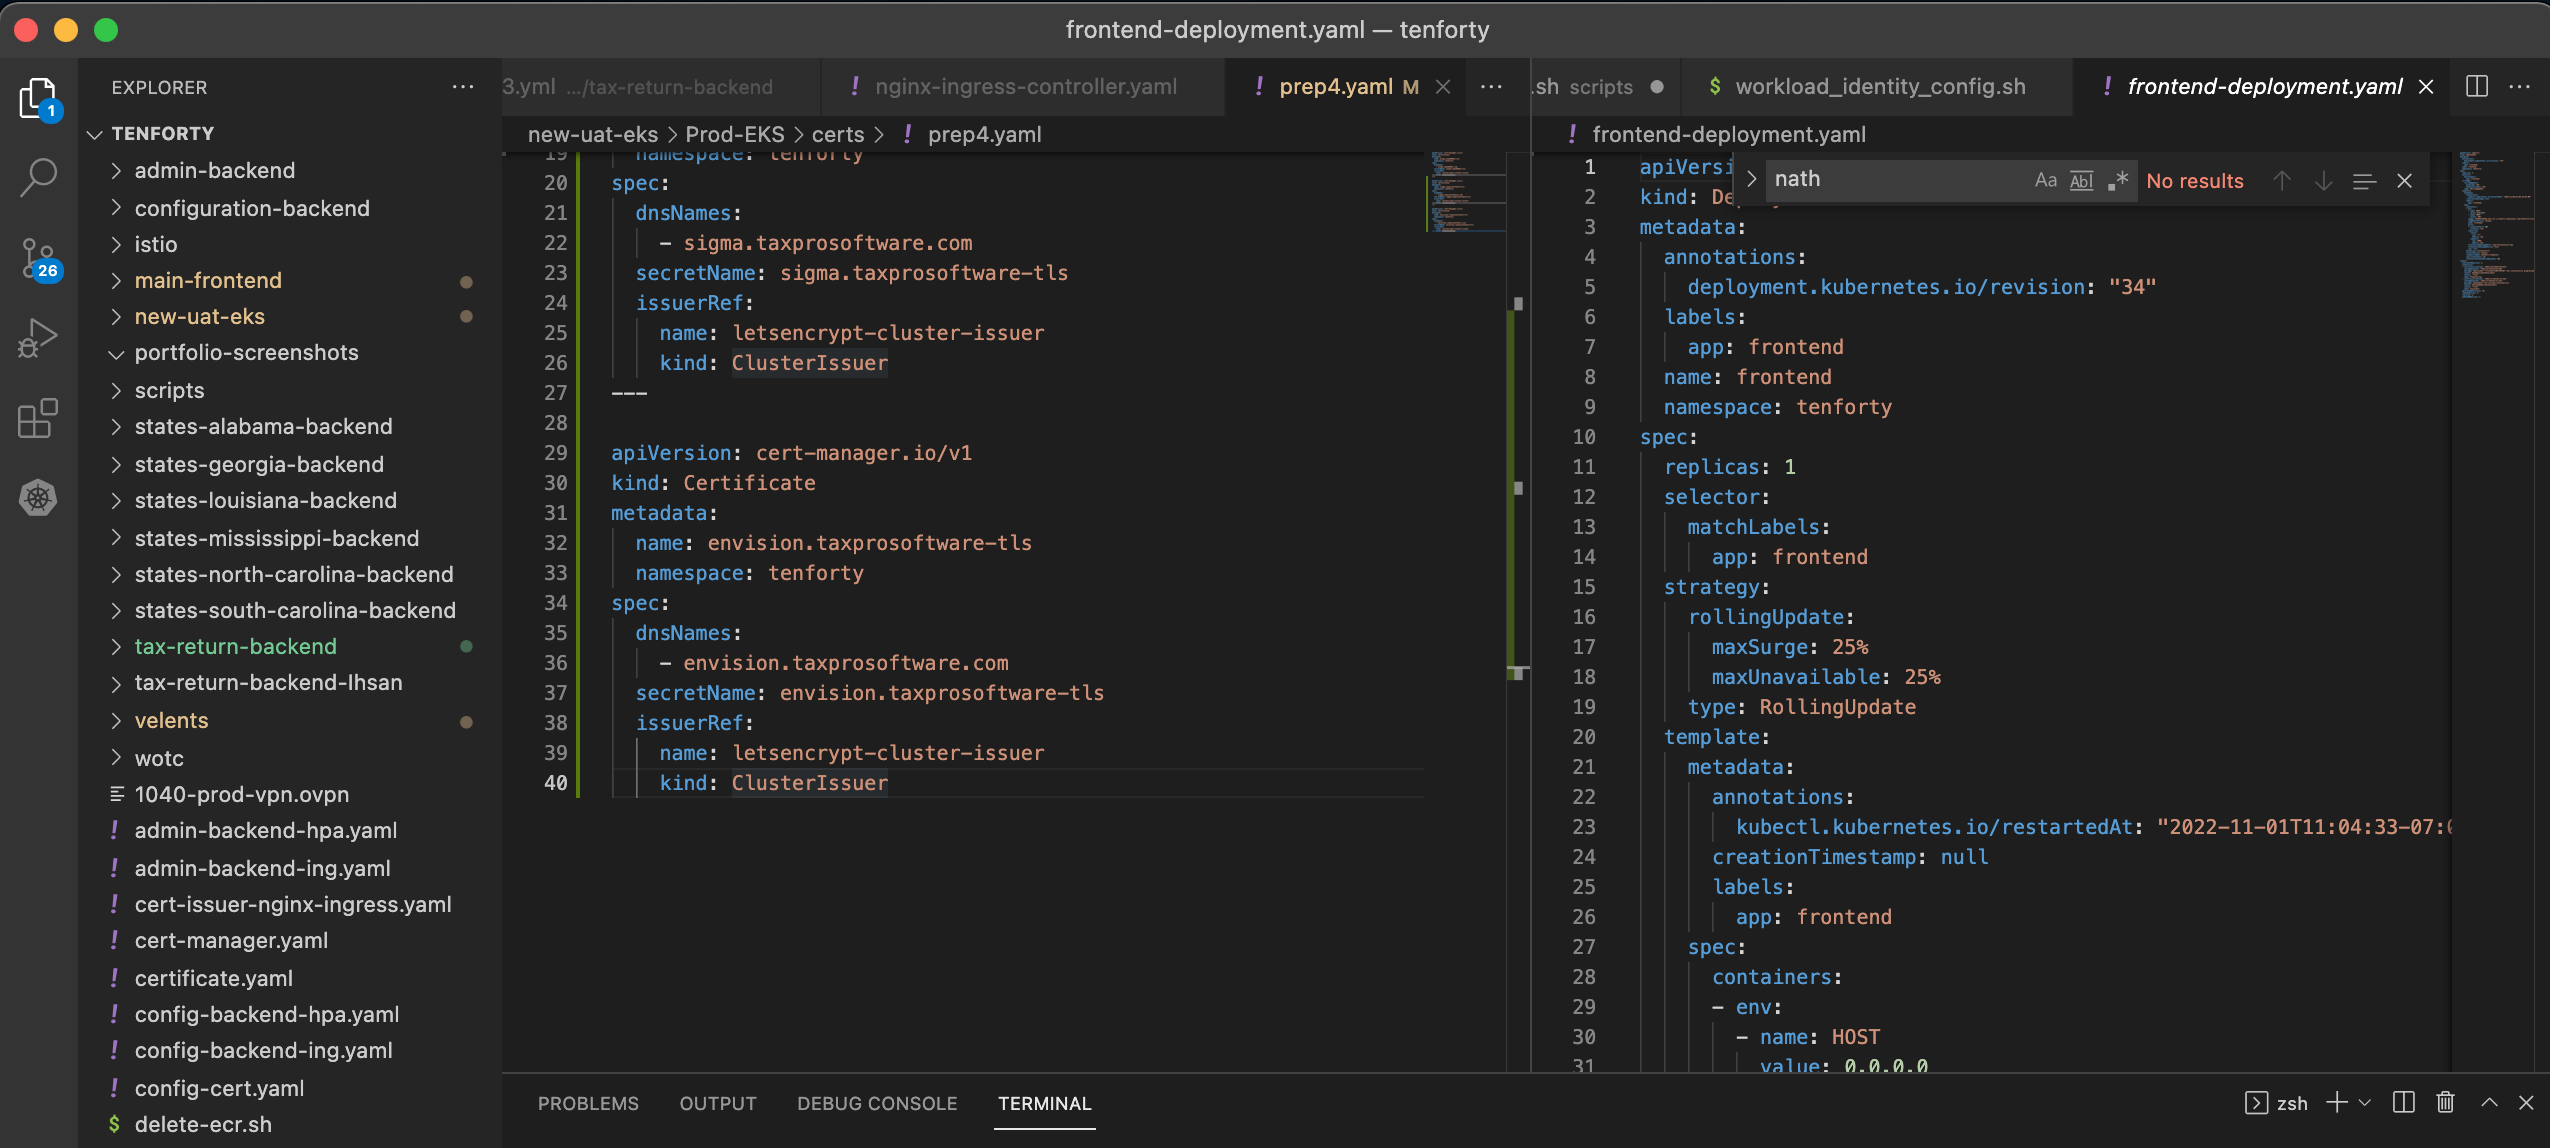 frontend-deployment.yaml — tenforty
EXPLORER
TENFORTY
admin-backend
configuration-backend
istio
main-frontend
new-uat-eks
portfolio-screenshots
scripts
states-alabama-backend
states-georgia-backend
states-louisiana-backend
states-mississippi-backend
states-north-carolina-backend
states-south-carolina-backend
tax-return-backend
tax-return-backend-Ihsan
velents
wotc
1040-prod-vpn.ovpn
admin-backend-hpa.yaml
admin-backend-ing.yaml
cert-issuer-nginx-ingress.yaml
cert-manager.yaml
certificate.yaml
config-backend-hpa.yaml
config-backend-ing.yaml
config-cert.yaml
delete-ecr.sh
1
26
3.yml .../tax-return-backend
! nginx-ingress-controller.yaml
! prep4.yaml M
new-uat-eks > Prod-EKS > certs > ! prep4.yaml
19 namespace: tenforty
20 spec:
21 dnsNames:
22 - sigma.taxprosoftware.com
23 secretName: sigma.taxprosoftware-tls
24 issuerRef:
25 name: letsencrypt-cluster-issuer
26 kind: ClusterIssuer
27 ---
28
29 apiVersion: cert-manager.io/v1
30 kind: Certificate
31 metadata:
32 name: envision.taxprosoftware-tls
33 namespace: tenforty
34 spec:
35 dnsNames:
36 - envision.taxprosoftware.com
37 secretName: envision.taxprosoftware-tls
38 issuerRef:
39 name: letsencrypt-cluster-issuer
40 kind: ClusterIssuer
.sh scripts
$ workload_identity_config.sh
! frontend-deployment.yaml
! frontend-deployment.yaml
nath
Aa Abl .* No results
1 apiVersi
2 kind: De
3 metadata:
4 annotations:
5 deployment.kubernetes.io/revision: "34"
6 labels:
7 app: frontend
8 name: frontend
9 namespace: tenforty
10 spec:
11 replicas: 1
12 selector:
13 matchLabels:
14 app: frontend
15 strategy:
16 rollingUpdate:
17 maxSurge: 25%
18 maxUnavailable: 25%
19 type: RollingUpdate
20 template:
21 metadata:
22 annotations:
23 kubectl.kubernetes.io/restartedAt: "2022-11-01T11:04:33-07:0
24 creationTimestamp: null
25 labels:
26 app: frontend
27 spec:
28 containers:
29 - env:
30 - name: HOST
31 value: 0.0.0.0
PROBLEMS OUTPUT DEBUG CONSOLE TERMINAL
zsh